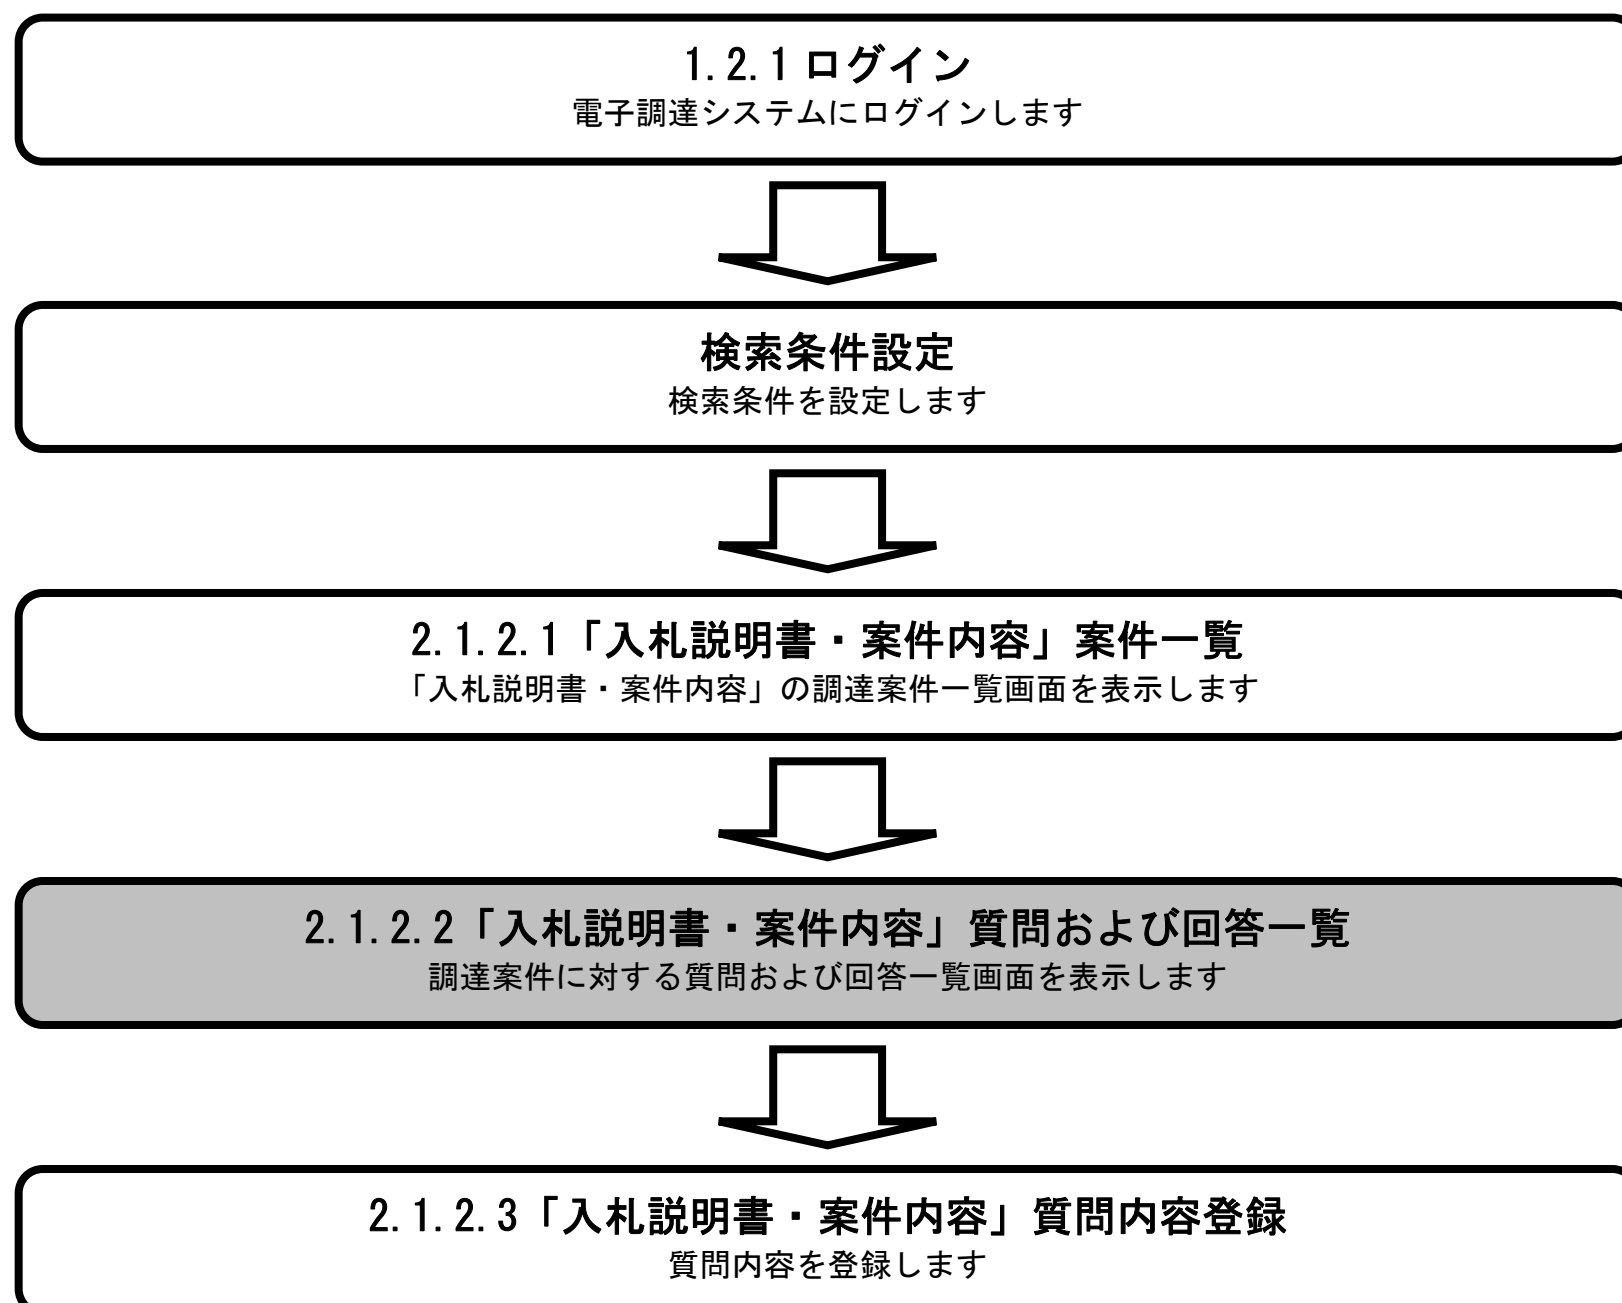 1.2.1ログイン
電子調達システムにログインします
検索条件設定
検索条件を設定します
2.1.2.1「入札説明書・案件内容」案件一覧
「入札説明書・案件内容」の調達案件一覧画面を表示します
2.1.2.2「入札説明書・案件内容」質問および回答一覧
調達案件に対する質問および回答一覧画面を表示します
2.1.2.3「入札説明書・案件内容」質問内容登録
質問内容を登録します